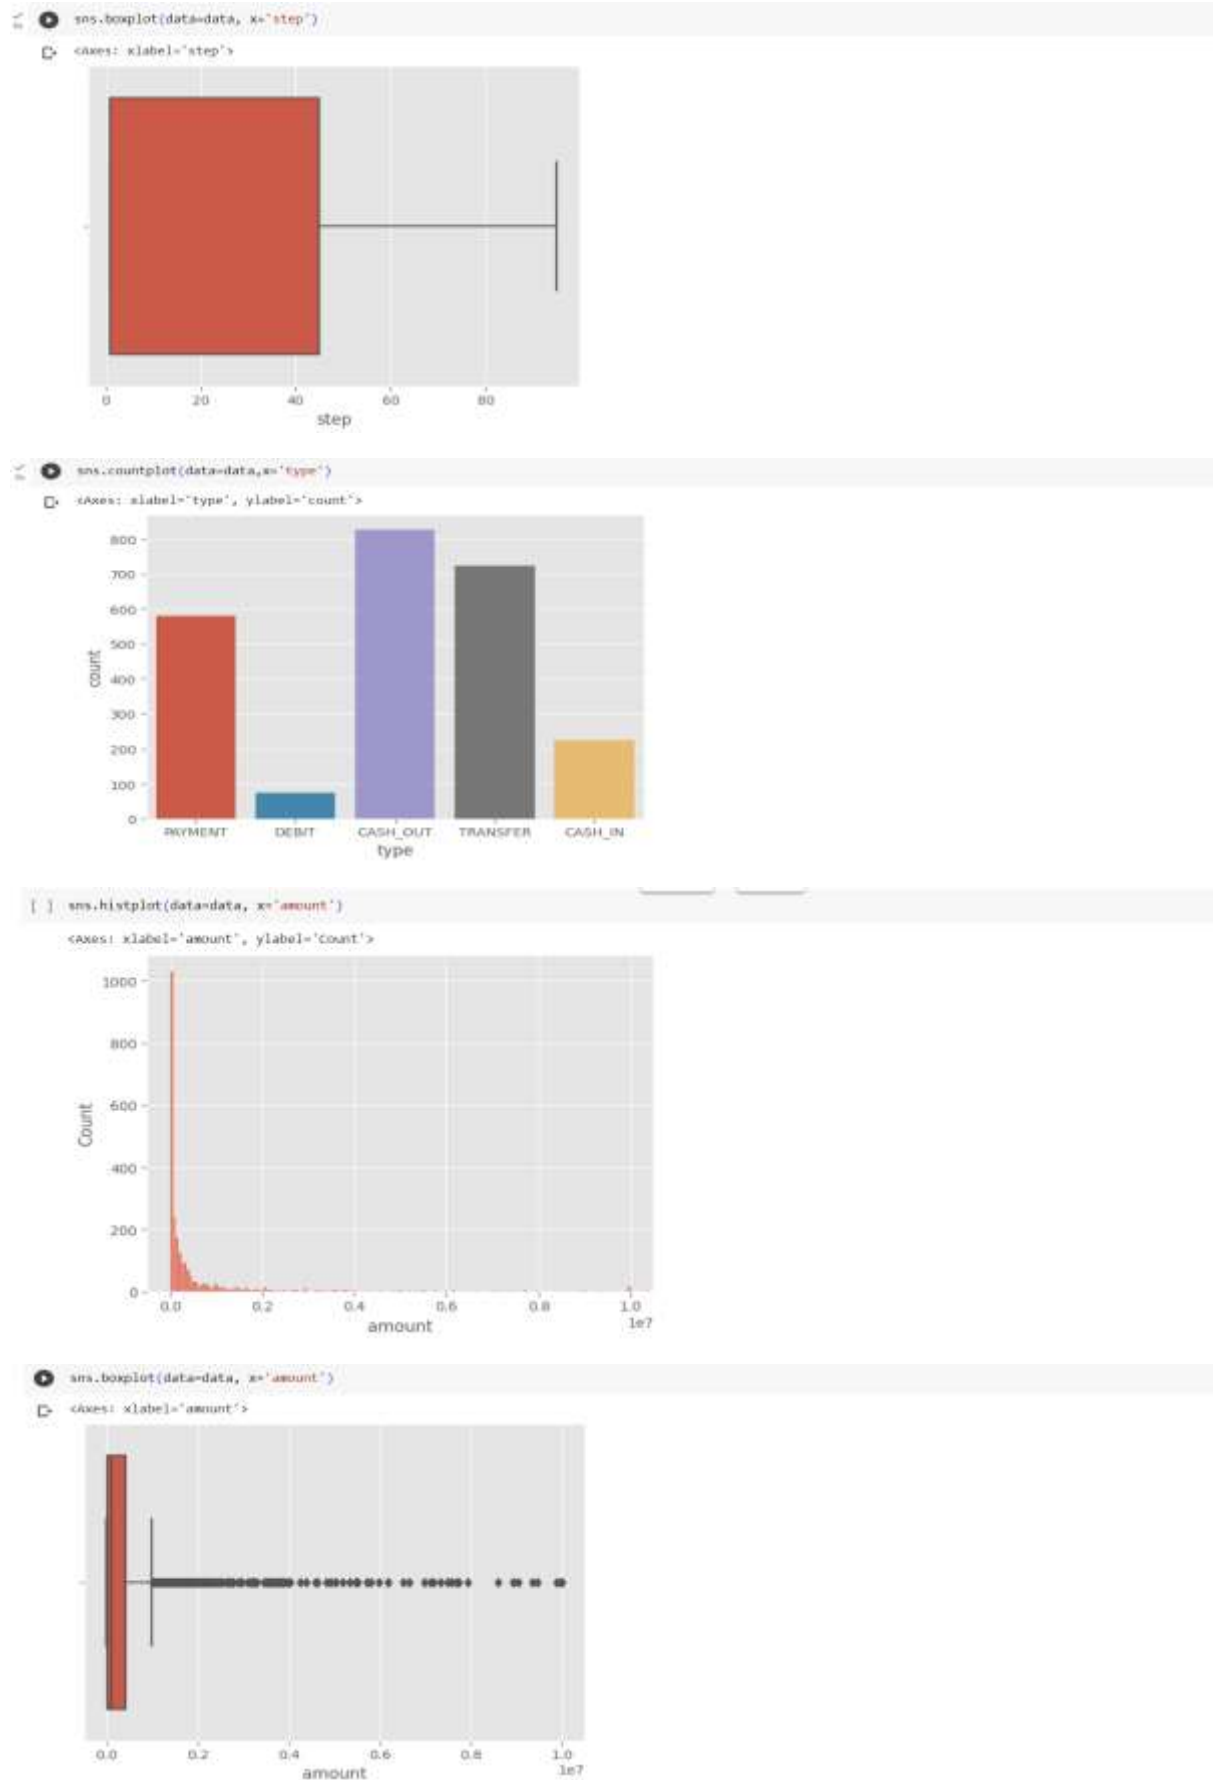 sns.boxplot(data=data, x='step')
<Axes: xlabel='step'>
0 20 40 60 80
step
sns.countplot(data=data,x='type')
<Axes: xlabel='type', ylabel='count'>
800
700
600
500
400
300
200
100
0
count
PAYMENT DEBIT CASH_OUT TRANSFER CASH_IN
type
[ ] sns.histplot(data=data, x='amount')
<Axes: xlabel='amount', ylabel='Count'>
1000
800
600
400
200
0
Count
0.0 0.2 0.4 0.6 0.8 1.0
1e7
amount
sns.boxplot(data=data, x='amount')
<Axes: xlabel='amount'>
0.0 0.2 0.4 0.6 0.8 1.0
1e7
amount